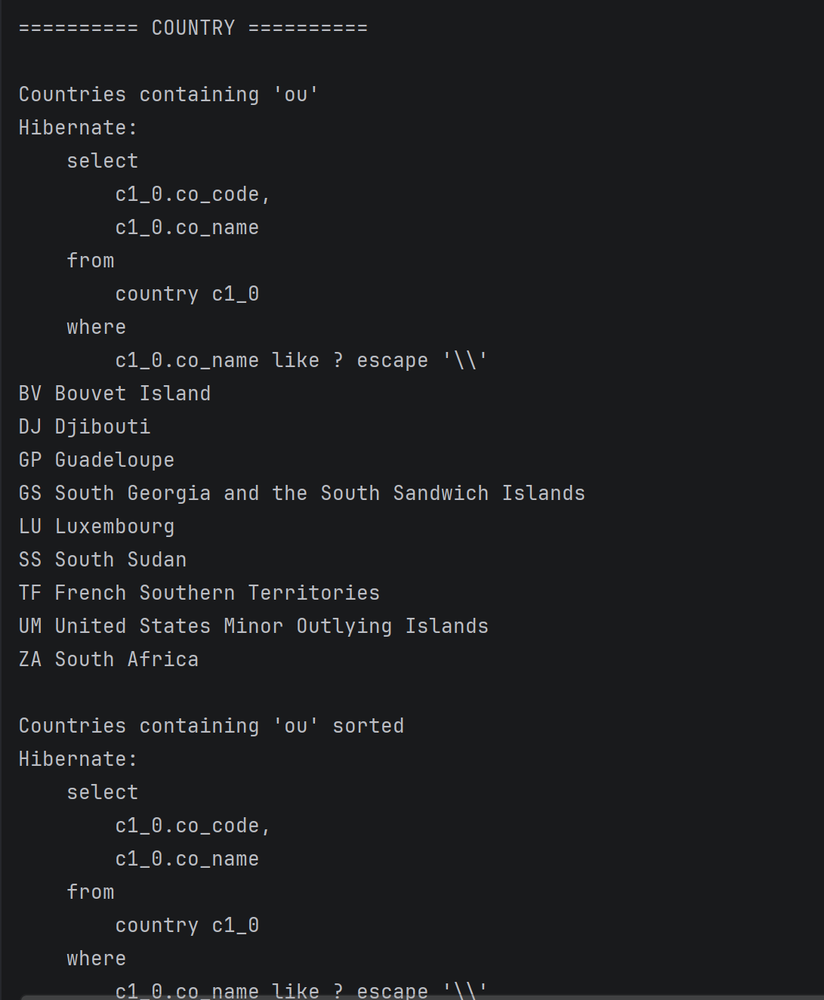 ========== COUNTRY ==========
Countries containing 'ou'
Hibernate:
    select
        c1_0.co_code,
        c1_0.co_name
    from
        country c1_0
    where
        c1_0.co_name like ? escape '\\'
BV Bouvet Island
DJ Djibouti
GP Guadeloupe
GS South Georgia and the South Sandwich Islands
LU Luxembourg
SS South Sudan
TF French Southern Territories
UM United States Minor Outlying Islands
ZA South Africa
Countries containing 'ou' sorted
Hibernate:
    select
        c1_0.co_code,
        c1_0.co_name
    from
        country c1_0
    where
        c1_0.co_name like ? escape '\\'